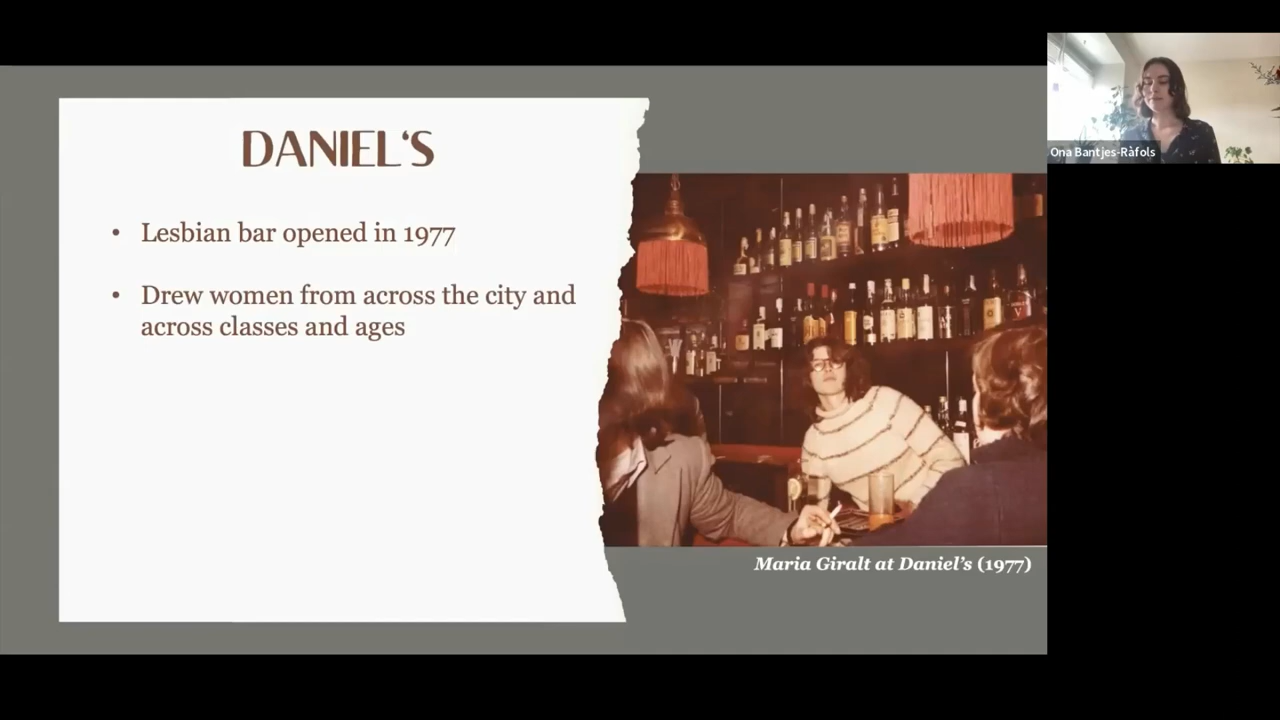 DANIEL‘S
• Lesbian bar opened in 1977
• Drew women from across the city and
across classes and ages
Maria Giralt at Daniel’s (1977)
Ona Bantjes-Ràfols